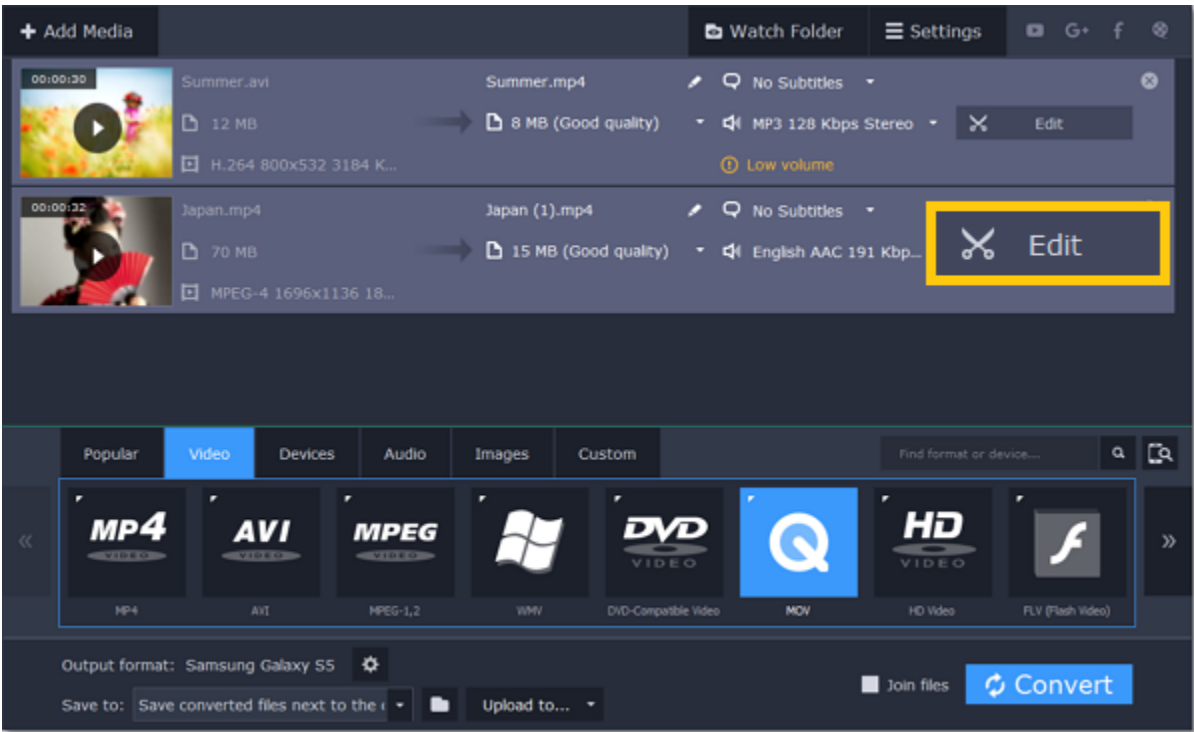 Add Media
Watch Folder
Settings
G+
f
00:00:30
Summer.avi
Summer.mp4
No Subtitles
12 MB
8 MB (Good quality)
MP3 128 Kbps Stereo
Edit
H.264 800x532 3184 K...
Low volume
00:00:32
Japan.mp4
Japan (1).mp4
No Subtitles
70 MB
15 MB (Good quality)
English AAC 191 Kbp...
Edit
MPEG-4 1696x1136 18...
Popular
Video
Devices
Audio
Images
Custom
Find format or device....
MP4
VIDEO
AVI
VIDEO
MPEG
VIDEO
DVD
VIDEO
HD
VIDEO
MP4
AVI
MPEG-1,2
WMV
DVD-Compatible Video
MOV
HD Video
FLV (Flash Video)
Output format: Samsung Galaxy S5
Join files
Convert
Save to:
Save converted files next to the
Upload to...